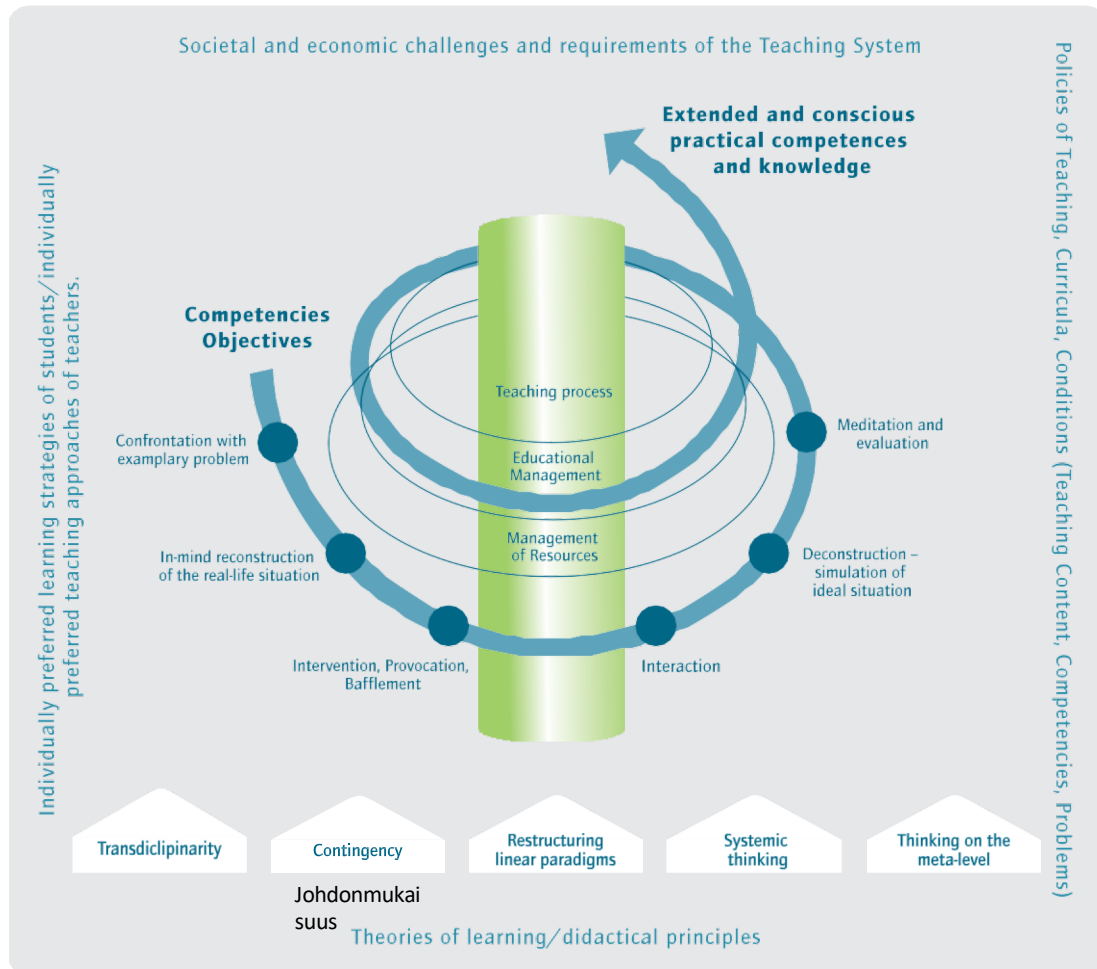 Societal and economic challenges and requirements of the Teaching System
Policies of Teaching, Curricula, Conditions (Teaching Content, Competencies, Problems)
Individually preferred learning strategies of students/individually
preferred teaching approaches of teachers.
Extended and conscious
practical competences
and knowledge
Competencies
Objectives
Teaching process
Educational
Management
Management
of Resources
Confrontation with
examplary problem
In-mind reconstruction
of the real-life situation
Intervention, Provocation,
Bafflement
Interaction
Deconstruction –
simulation of
ideal situation
Meditation and
evaluation
Transdiclipinarity
Contingency
Restructuring
linear paradigms
Systemic
thinking
Thinking on the
meta-level
Johdonmukai
suus
Theories of learning/didactical principles